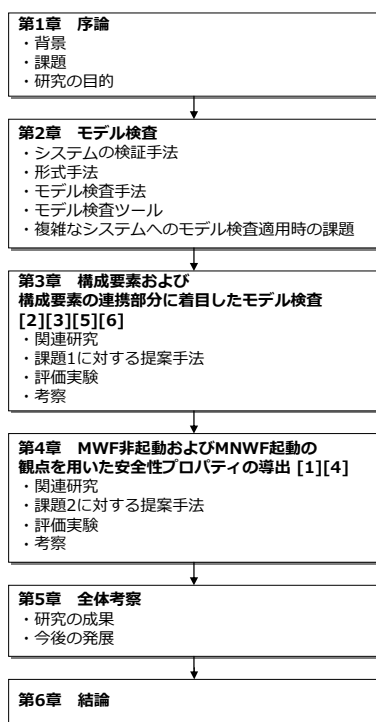 第1章　序論
・背景
・課題
・研究の目的
第2章　モデル検査
・システムの検証手法
・形式手法
・モデル検査手法
・モデル検査ツール
・複雑なシステムへのモデル検査適用時の課題
第3章　構成要素および
構成要素の連携部分に着目したモデル検査
[2][3][5][6]
・関連研究
・課題1に対する提案手法
・評価実験
・考察
第4章　MWF非起動およびMNWF起動の
観点を用いた安全性プロパティの導出 [1][4]
・関連研究
・課題2に対する提案手法
・評価実験
・考察
第5章　全体考察
・研究の成果
・今後の発展
第6章　結論